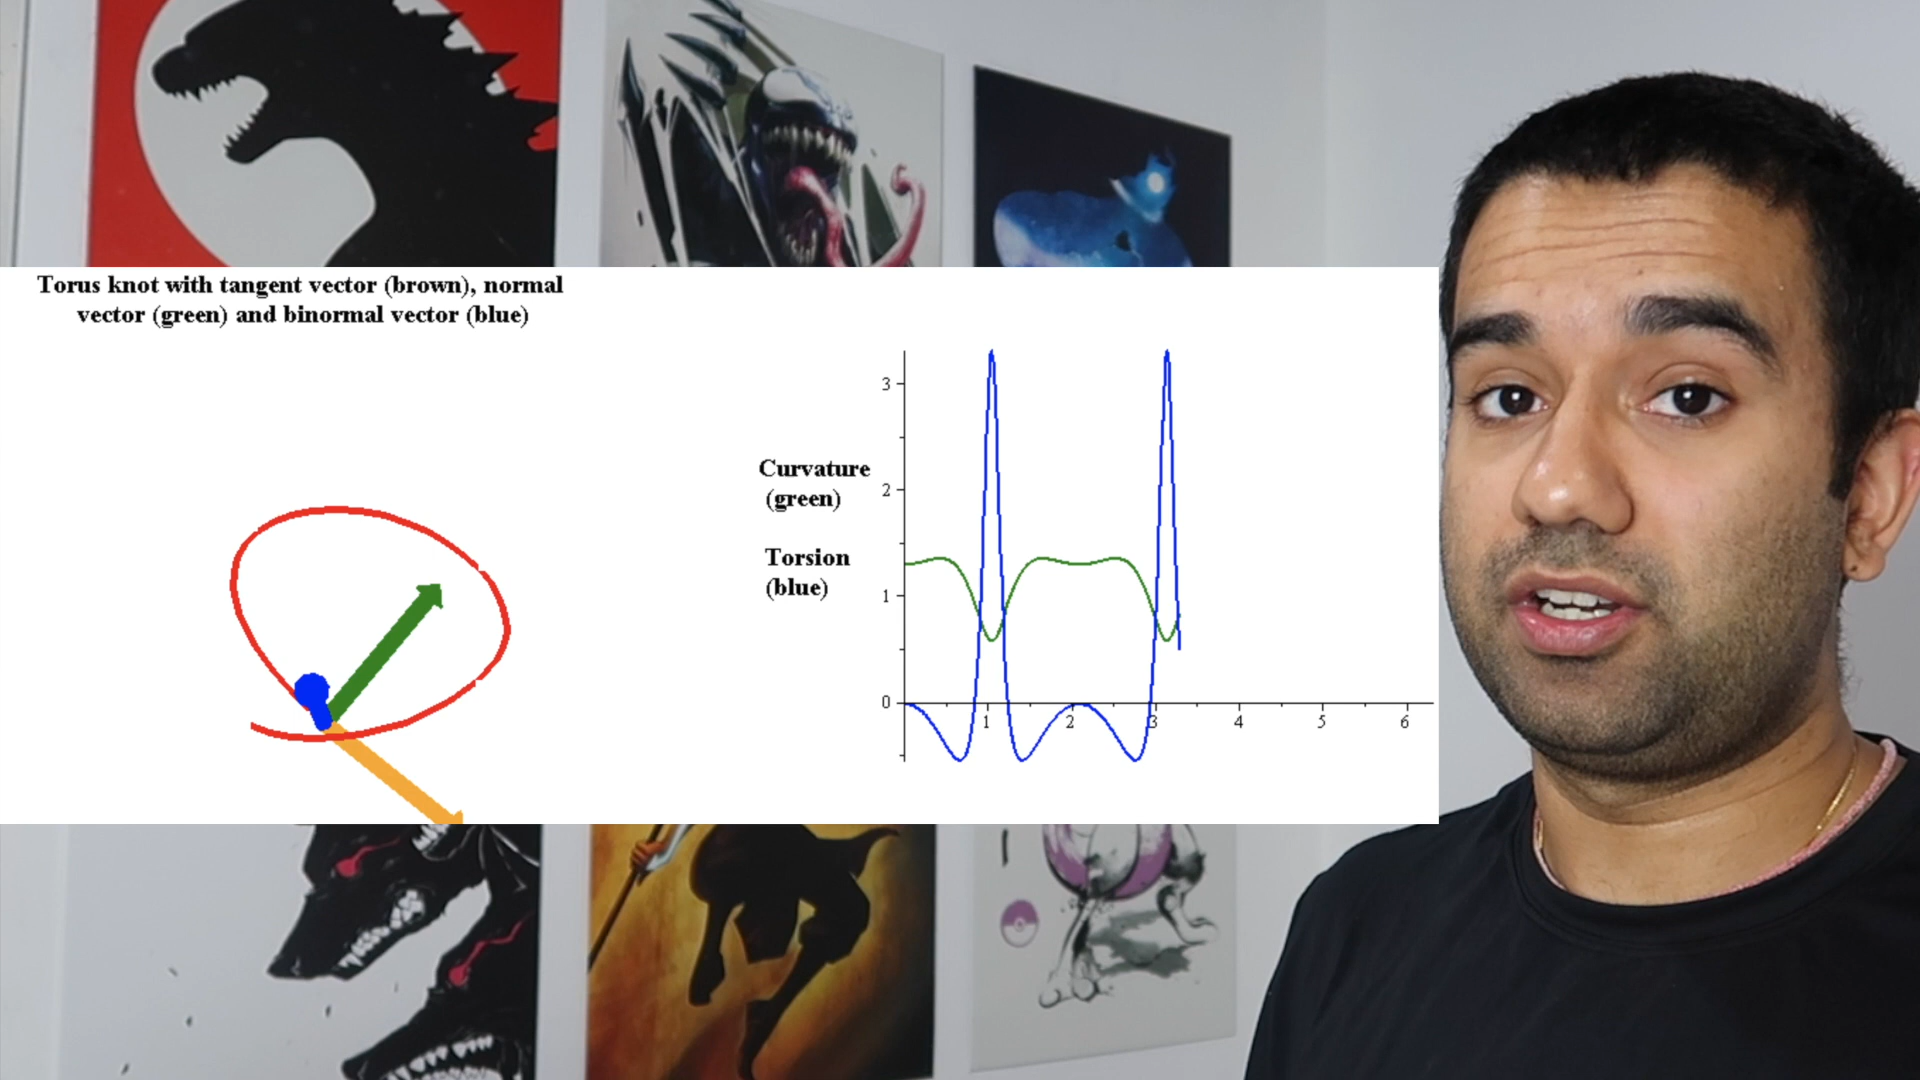 Torus knot with tangent vector (brown), normal
vector (green) and binormal vector (blue)
Curvature
(green)
Torsion
(blue)
3
2
1
0
1
2
3
4
5
6